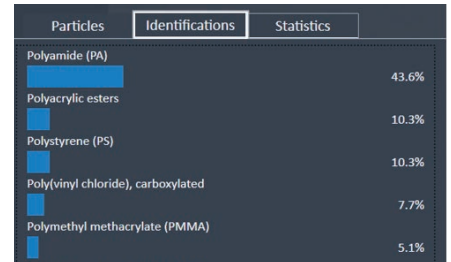 Particles Identifications Statistics
Polyamide (PA)
43.6%
Polyacrylic esters
10.3%
Polystyrene (PS)
10.3%
Poly(vinyl chloride), carboxylated
7.7%
Polymethyl methacrylate (PMMA)
5.1%